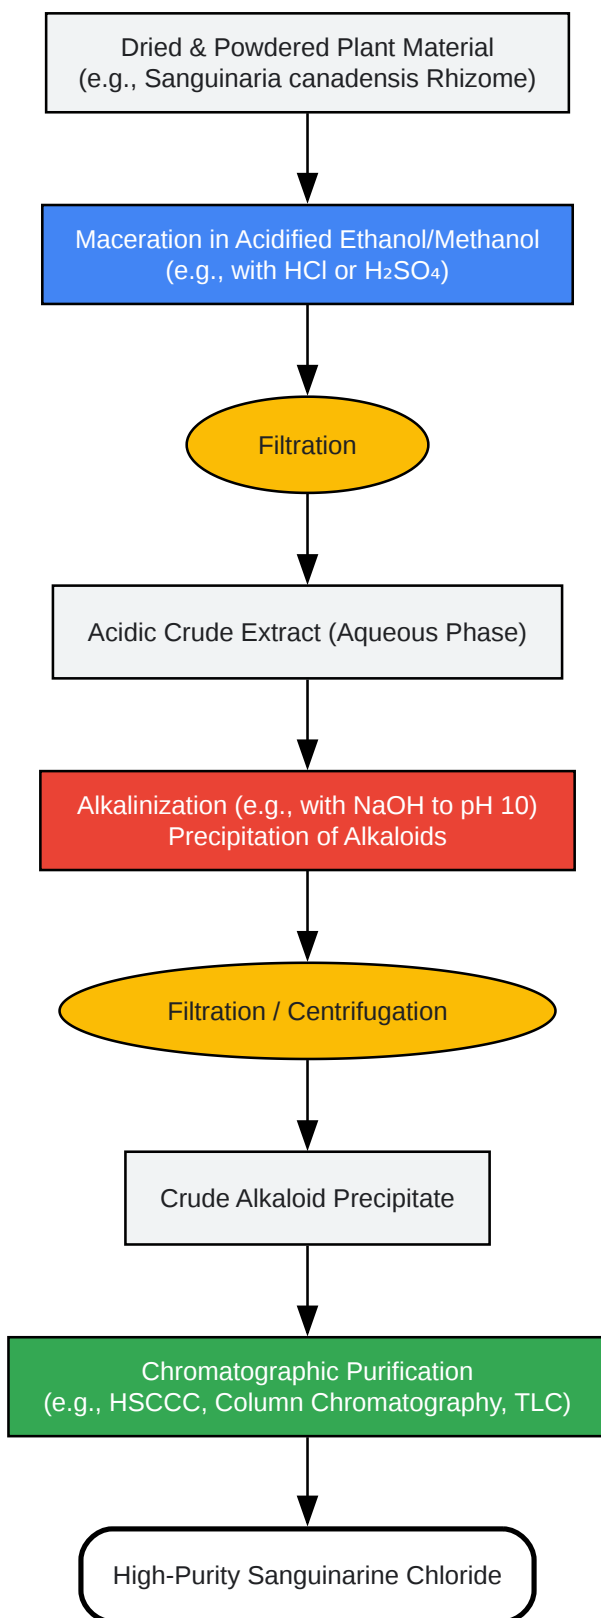 Dried & Powdered Plant Material
(e.g., Sanguinaria canadensis Rhizome)
Maceration in Acidified Ethanol/Methanol
(e.g., with HCl or H₂SO₄)
Filtration
Acidic Crude Extract (Aqueous Phase)
Alkalinization (e.g., with NaOH to pH 10)
Precipitation of Alkaloids
Filtration / Centrifugation
Crude Alkaloid Precipitate
Chromatographic Purification
(e.g., HSCCC, Column Chromatography, TLC)
High-Purity Sanguinarine Chloride